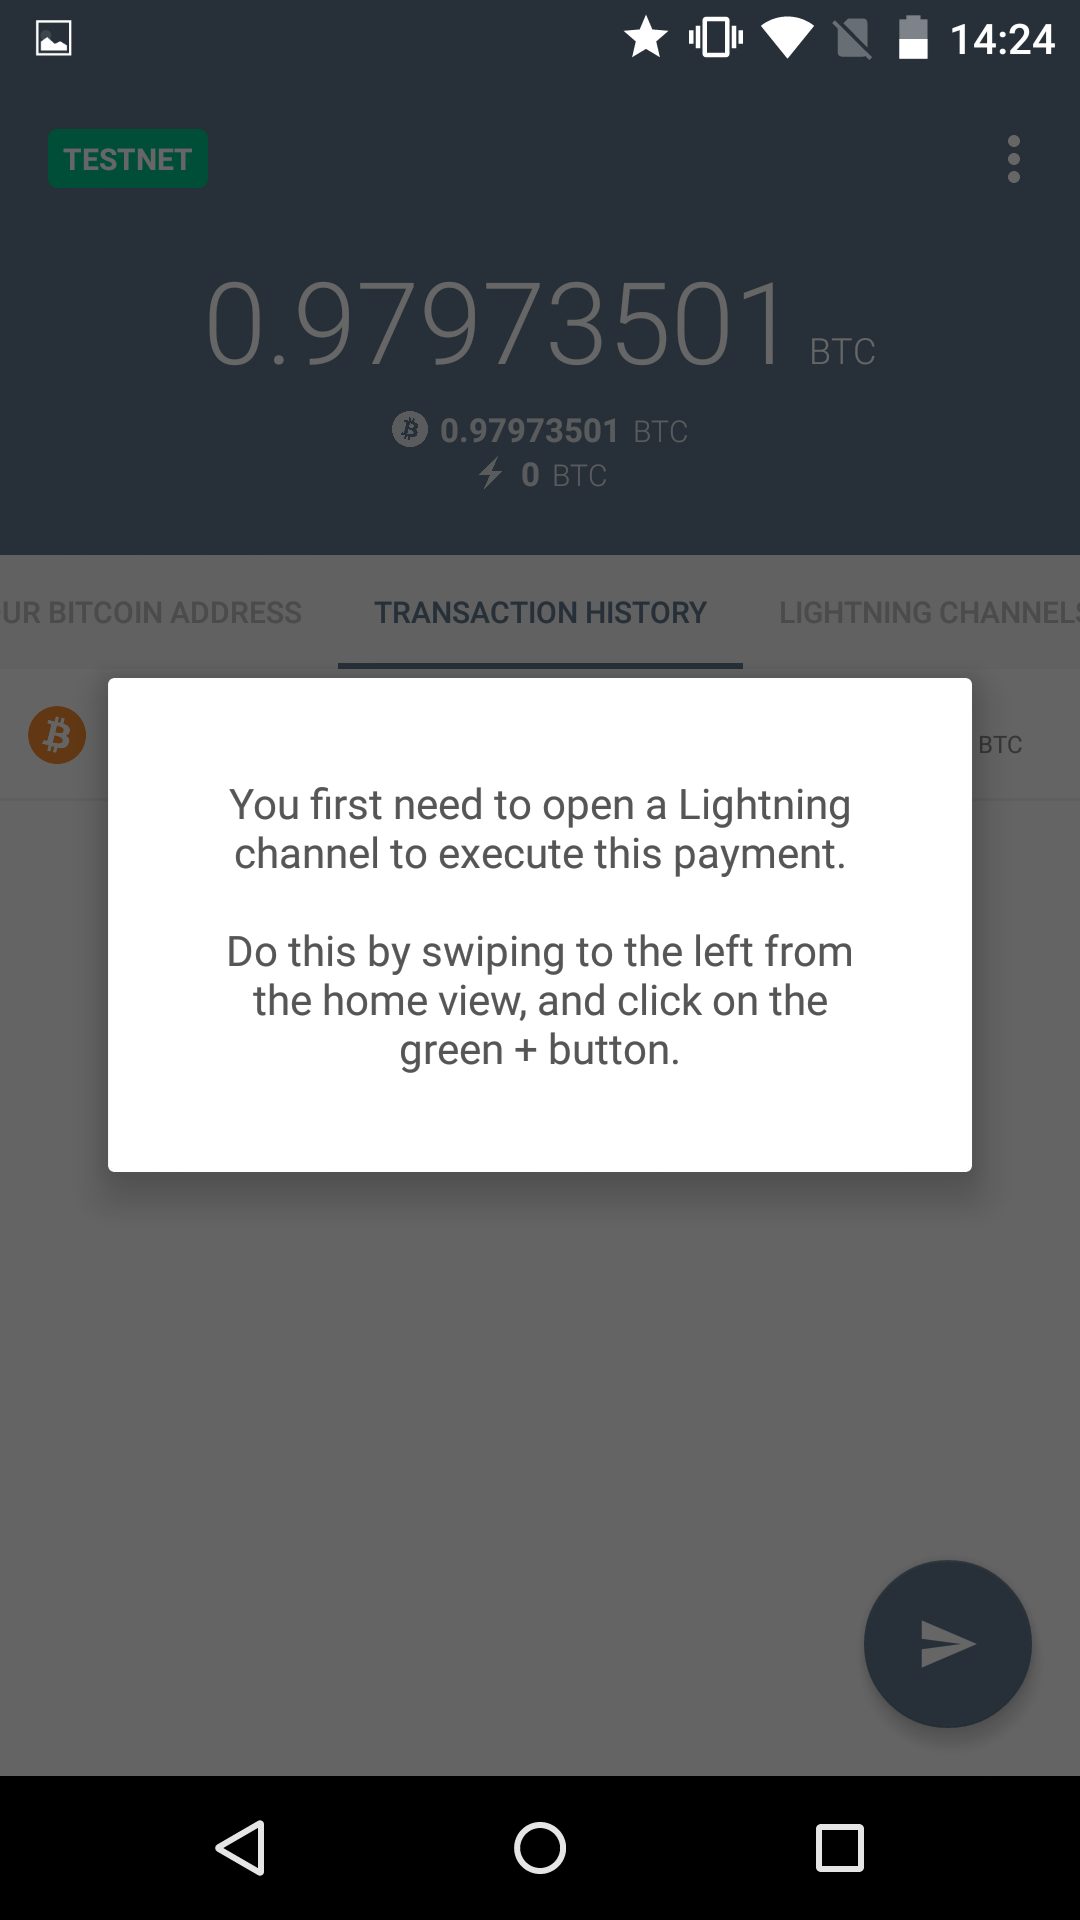 14:24
TESTNET
0.97973501 BTC
0.97973501 BTC
0 BTC
UR BITCOIN ADDRESS TRANSACTION HISTORY LIGHTNING CHANNELS
BTC
You first need to open a Lightning
channel to execute this payment.
Do this by swiping to the left from
the home view, and click on the
green + button.